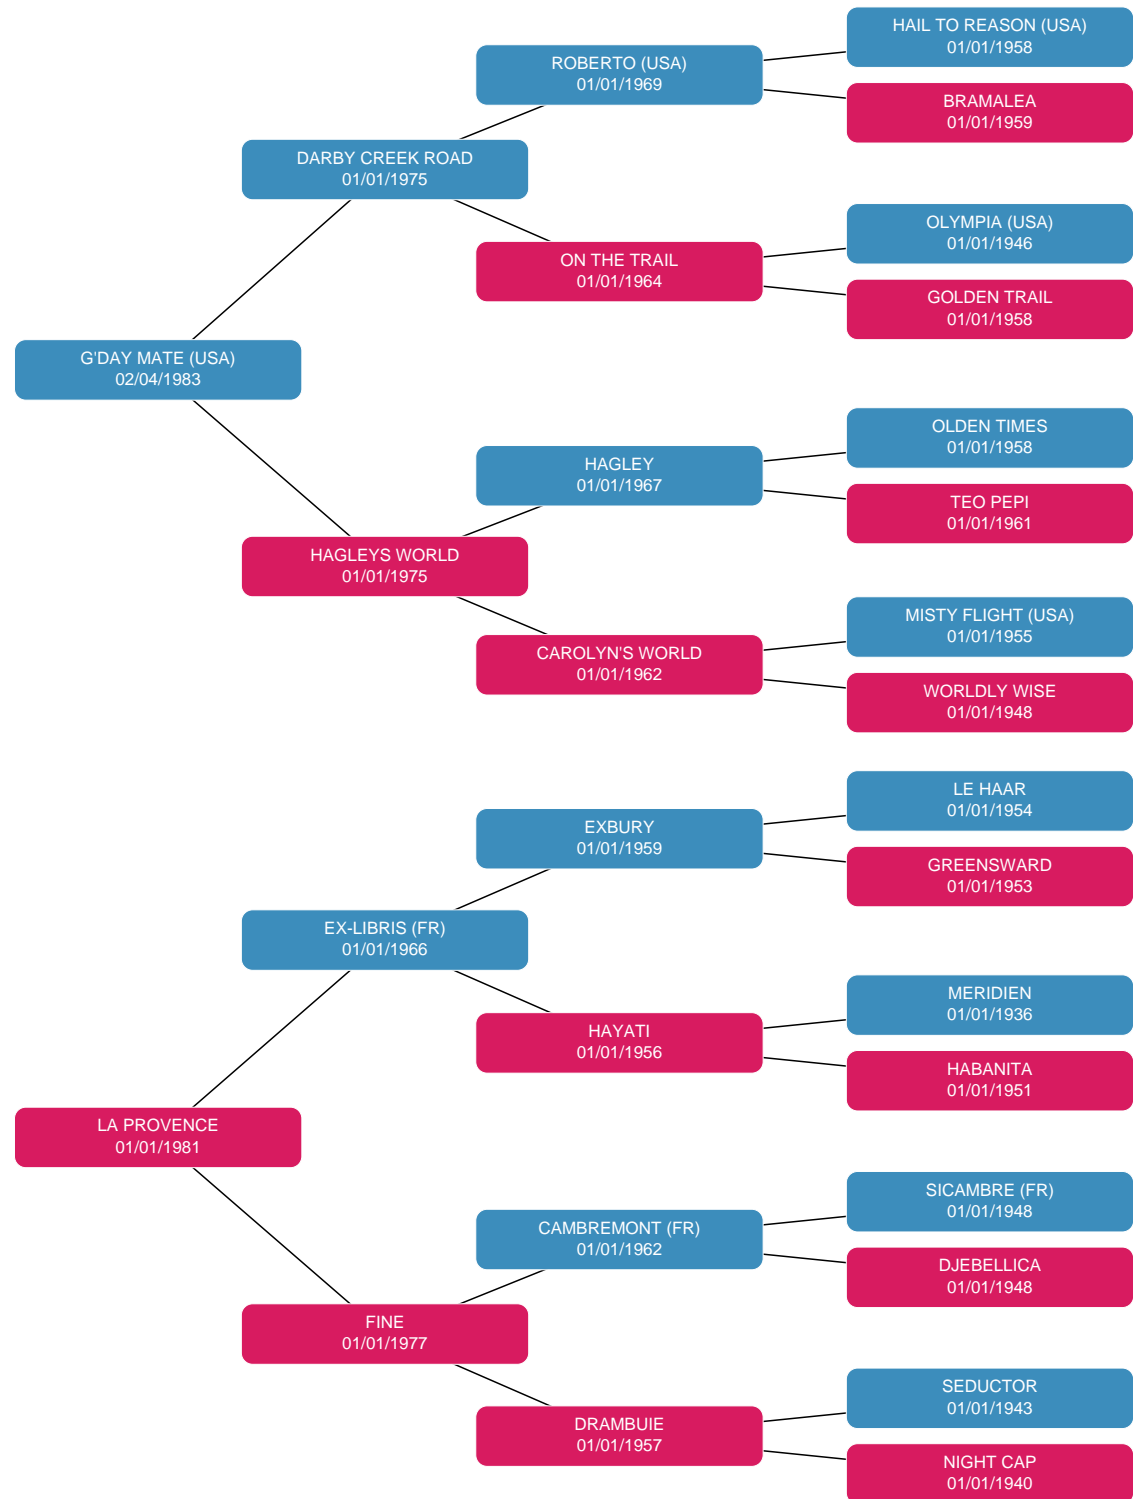 HAIL TO REASON (USA)
01/01/1958
ROBERTO (USA)
01/01/1969
BRAMALEA
01/01/1959
DARBY CREEK ROAD
01/01/1975
OLYMPIA (USA)
01/01/1946
ON THE TRAIL
01/01/1964
GOLDEN TRAIL
01/01/1958
G'DAY MATE (USA)
02/04/1983
OLDEN TIMES
01/01/1958
HAGLEY
01/01/1967
TEO PEPI
01/01/1961
HAGLEYS WORLD
01/01/1975
MISTY FLIGHT (USA)
01/01/1955
CAROLYN'S WORLD
01/01/1962
WORLDLY WISE
01/01/1948
LE HAAR
01/01/1954
EXBURY
01/01/1959
GREENSWARD
01/01/1953
EX-LIBRIS (FR)
01/01/1966
MERIDIEN
01/01/1936
HAYATI
01/01/1956
HABANITA
01/01/1951
LA PROVENCE
01/01/1981
SICAMBRE (FR)
01/01/1948
CAMBREMONT (FR)
01/01/1962
DJEBELLICA
01/01/1948
FINE
01/01/1977
SEDUCTOR
01/01/1943
DRAMBUIE
01/01/1957
NIGHT CAP
01/01/1940